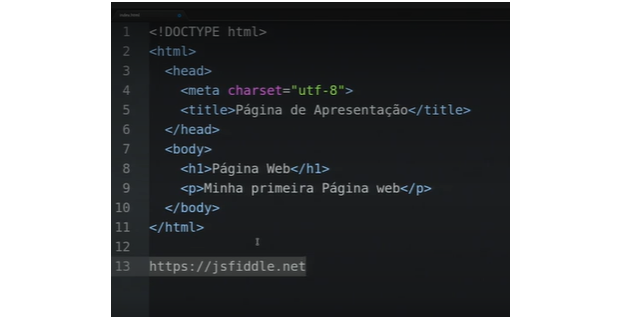 index.html
1 <!DOCTYPE html>
2 <html>
3 <head>
4 <meta charset="utf-8">
5 <title>Página de Apresentação</title>
6 </head>
7 <body>
8 <h1>Página Web</h1>
9 <p>Minha primeira Página web</p>
10 </body>
11 </html>
12
13 https://jsfiddle.net